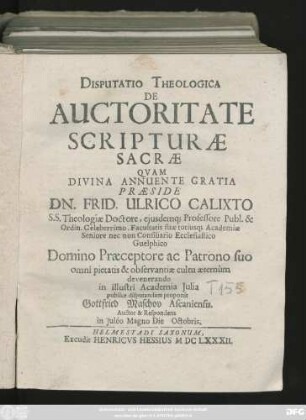 DISPUTATIO THEOLOGICA
DE
AUCTORITATE
SCRIPTURÆ
SACRÆ
QVAM
DIVINA ANNUENTE GRATIA
PRÆSIDE
DN. FRID. ULRICO CALIXTO
S.S. Theologiæ Doctore, ejusdemq; Professore Publ. &
Ordin. Celeberrimo, Facultatis suæ totiusq; Academiæ
Seniore nec non Consiliario Ecclesiastico
Guelphico
Domino Præceptore ac Patrono suo
omni pietatis & observantiæ cultu æternùm
devenerando
in illustri Academia Julia
publicè disputandam proponit
Gottfried Maschov Ascaniensis.
Auctor & Respondens
in Juleo Magno Die Octobris.
T 155
HELMESTADI SAXONUM,
Excudit HENRICVS HESSIUS M DC LXXXII.